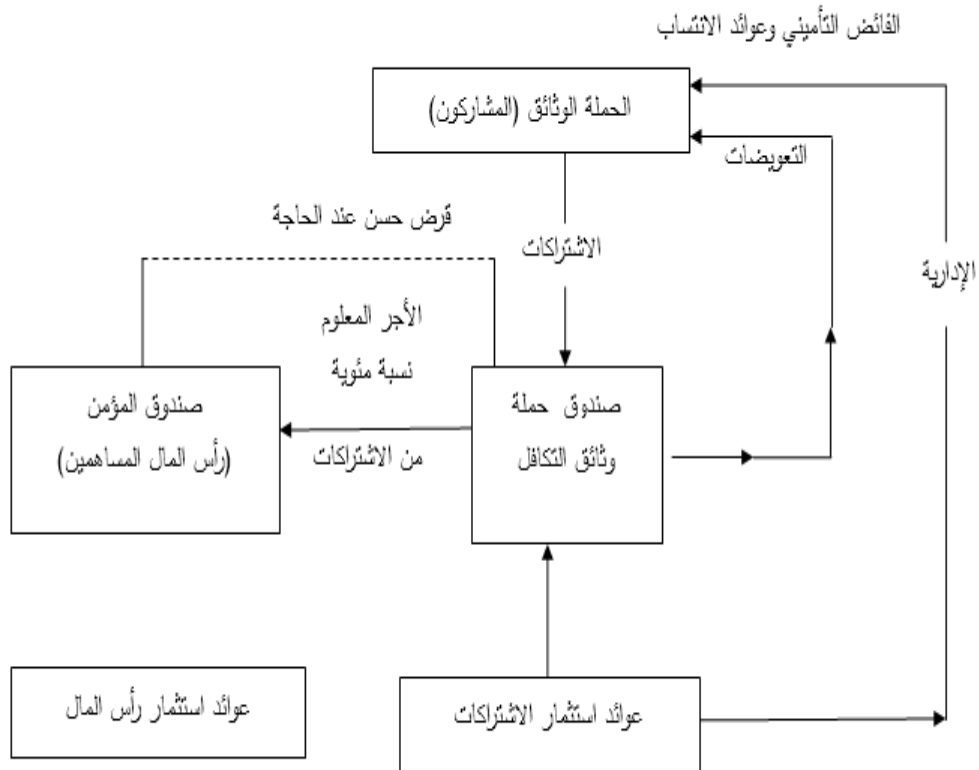 الفائض التأميني وعوائد الانتساب
الحملة الوثائق (المشاركون)
التعويضات
قرض حسن عند الحاجة
الاشتراكات
الإدارية
الأجر المعلوم
نسبة مئوية
من الاشتراكات
صندوق حملة
وثائق التكافل
صندوق المؤمن
(رأس المال المساهمين)
عوائد استثمار الاشتراكات
عوائد استثمار رأس المال